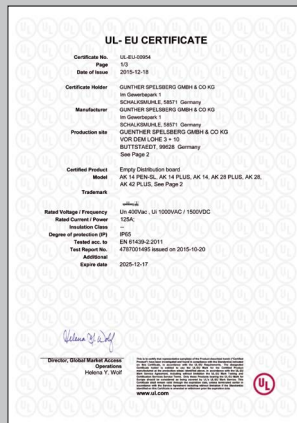 UL- EU CERTIFICATE
Certificate No. UL-EU-00954
Page 1/3
Date of Issue 2015-12-18
Certificate Holder GUNTHER SPELSBERG GMBH & CO KG
Im Gewerbepark 1
SCHALKSMUHLE, 58571 Germany
Manufacturer GUNTHER SPELSBERG GMBH & CO KG
Im Gewerbepark 1
SCHALKSMUHLE, 58571 Germany
Production site GUENTHER SPELSBERG GMBH & CO KG
VOR DEM LOHE 3 + 10
BUTTSTAEDT, 99628 Germany
See Page 2
Certified Product Empty Distribution board
Model AK 14 PEN-SL, AK 14 PLUS, AK 14, AK 28 PLUS, AK 28,
AK 42 PLUS, See Page 2
Trademark
Rated Voltage / Frequency Un 400Vac , Ui 1000VAC / 1500VDC
Rated Current / Power 125A;
Insulation Class --
Degree of protection (IP) IP65
Tested acc. to EN 61439-2:2011
Test Report No. 4787001495 issued on 2015-10-20
Additional
Expire date 2025-12-17
Helena Y. Wolf
Director, Global Market Access
Operations
Helena Y. Wolf
www.ul.com
UL